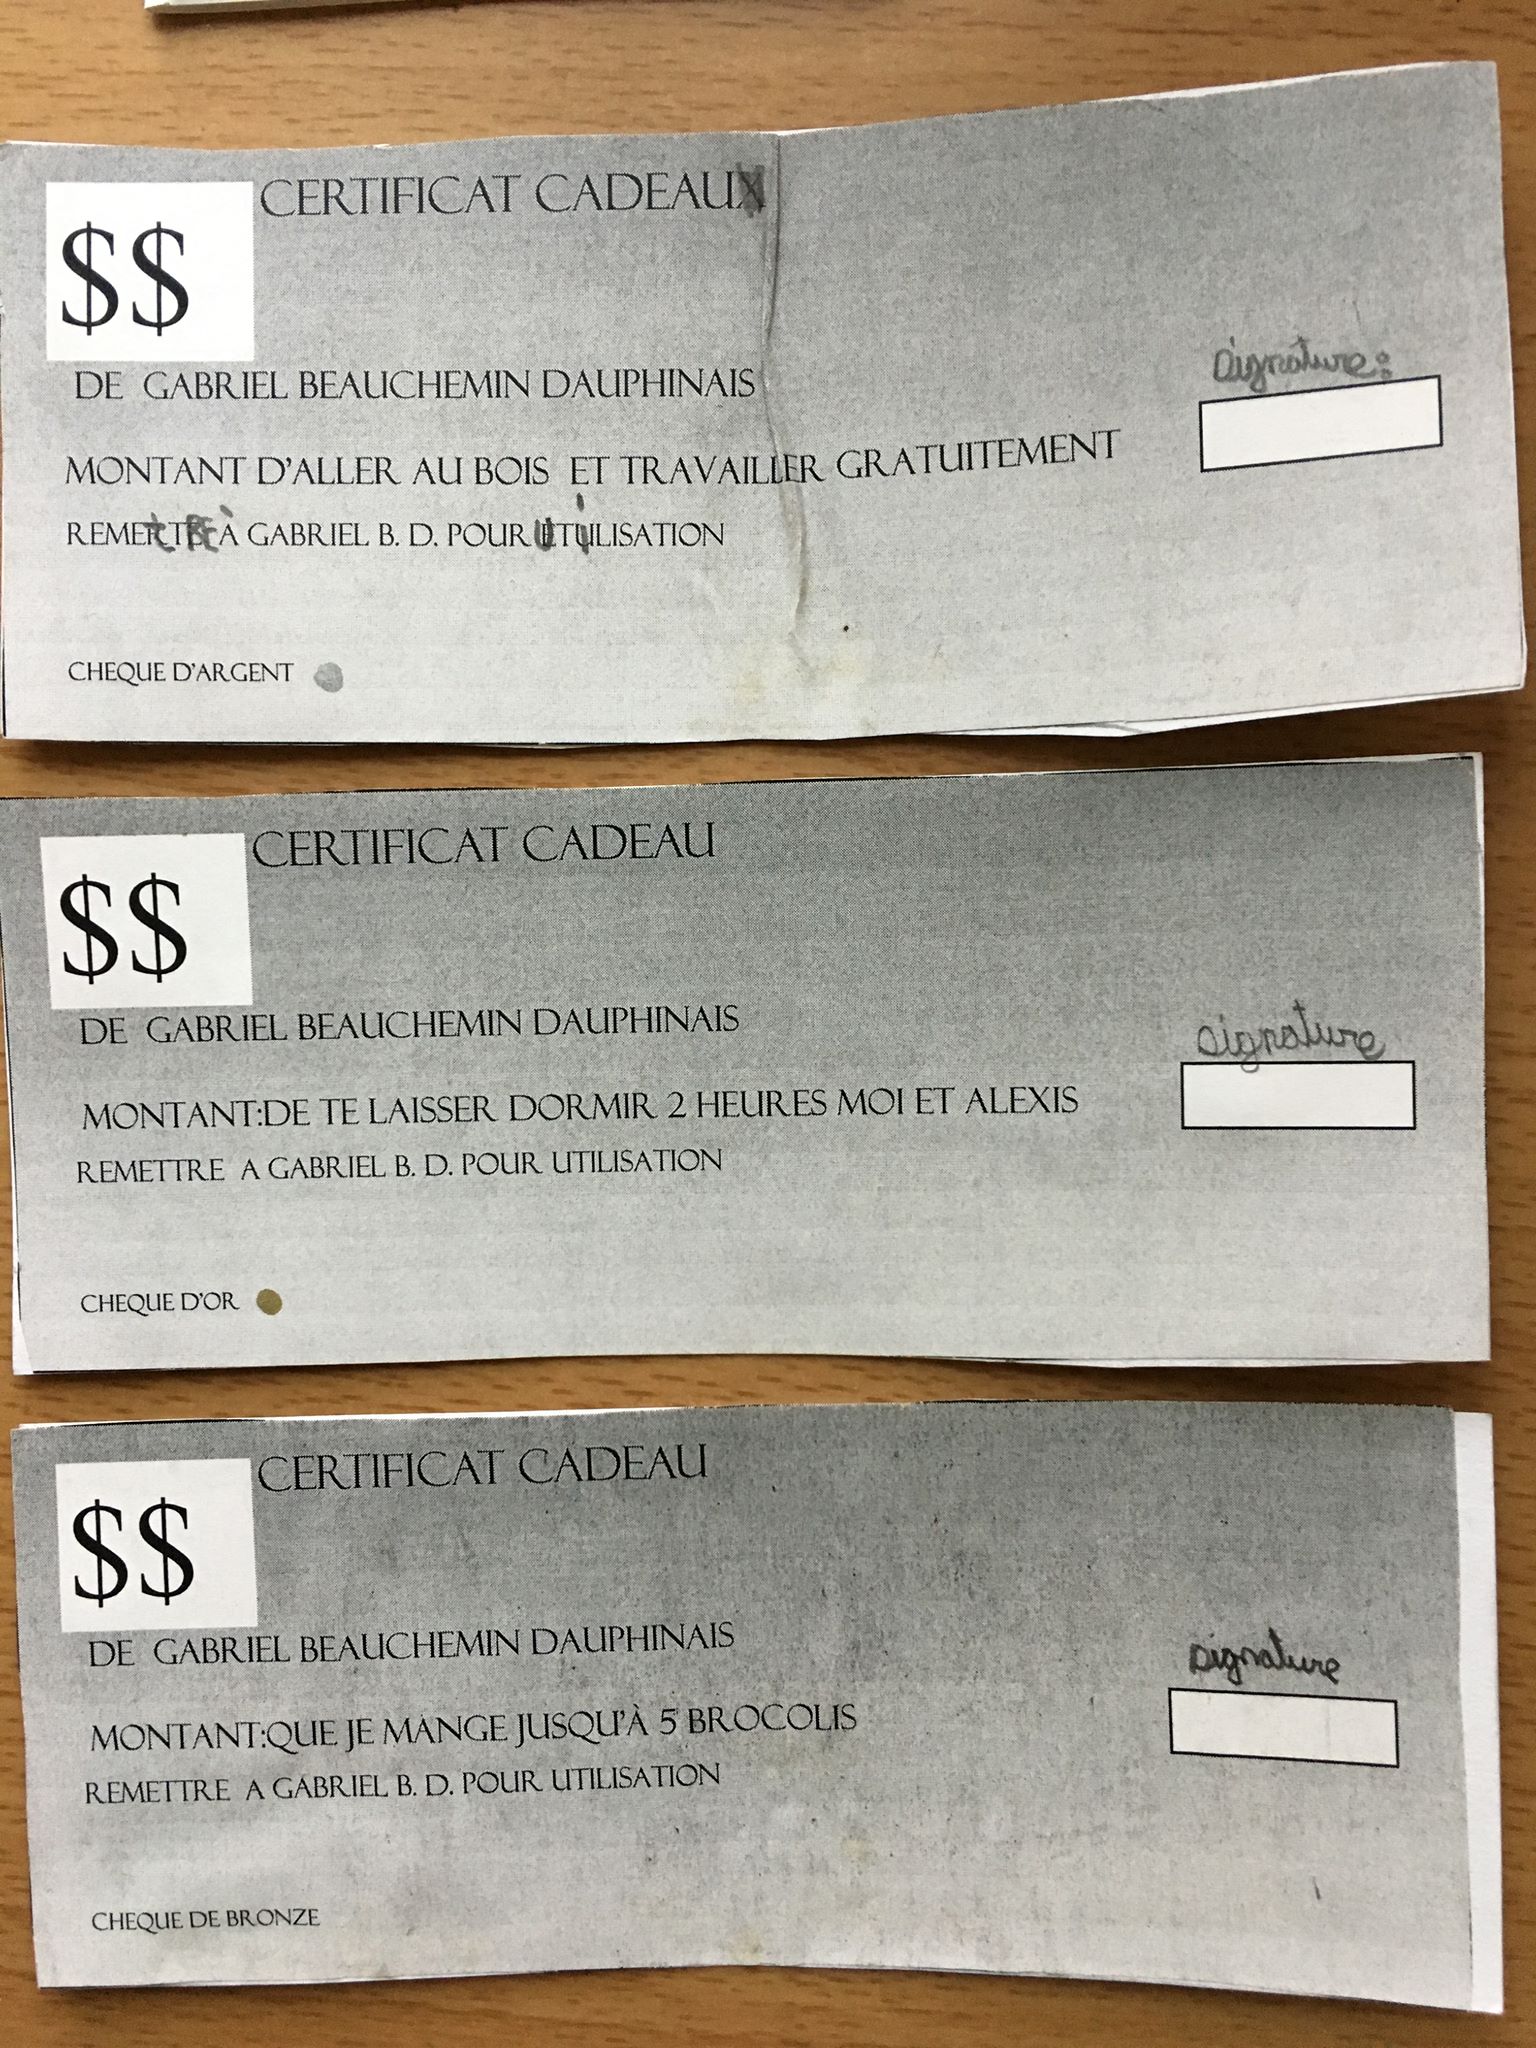 CERTIFICAT CADEAUX
$$
signature:
DE GABRIEL BEAUCHEMIN DAUPHINAIS
MONTANT D'ALLER AU BOIS ET TRAVAILLER GRATUITEMENT
REMETTRE À GABRIEL B. D. POUR UTILISATION
CHEQUE D'ARGENT
CERTIFICAT CADEAU
$$
DE GABRIEL BEAUCHEMIN DAUPHINAIS
signature
MONTANT:DE TE LAISSER DORMIR 2 HEURES MOI ET ALEXIS
REMETTRE A GABRIEL B. D. POUR UTILISATION
CHEQUE D'OR
CERTIFICAT CADEAU
$$
DE GABRIEL BEAUCHEMIN DAUPHINAIS
signature
MONTANT:QUE JE MANGE JUSQU'À 5 BROCOLIS
REMETTRE A GABRIEL B. D. POUR UTILISATION
CHEQUE DE BRONZE